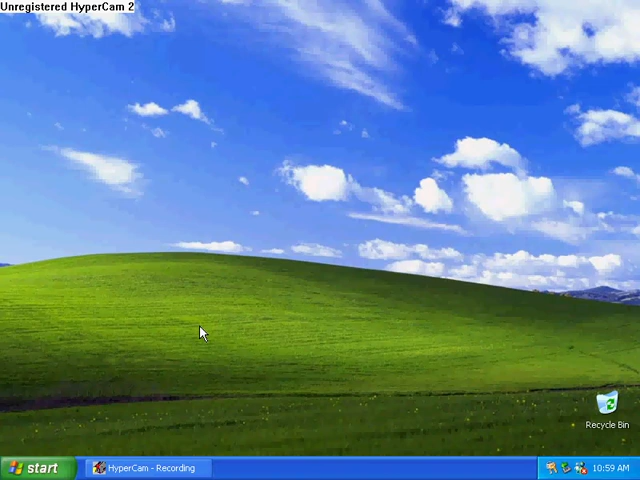 Unregistered HyperCam 2
Recycle Bin
start
HyperCam - Recording
10:59 AM